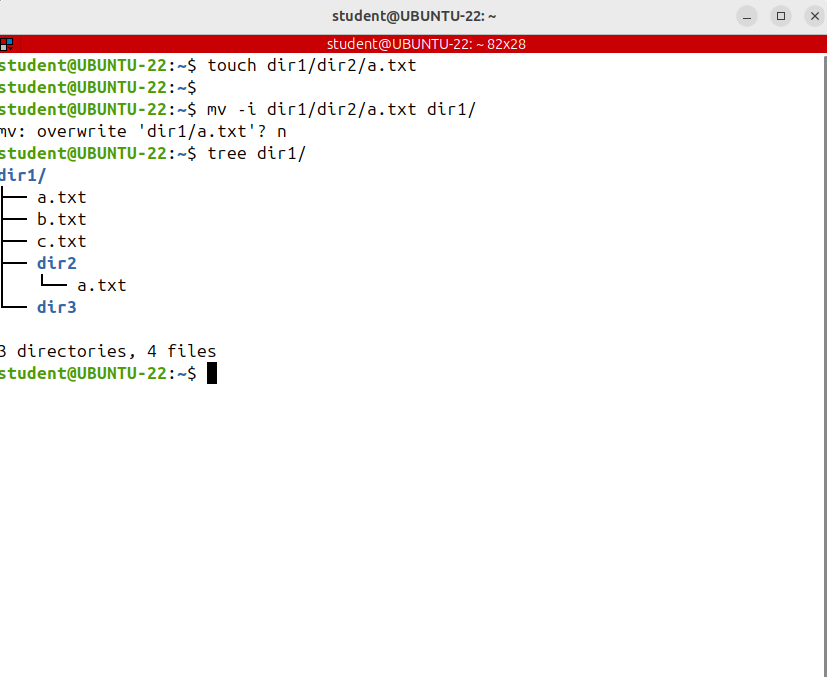 student@UBUNTU-22: ~
student@UBUNTU-22: ~ 82x28
student@UBUNTU-22:~$ touch dir1/dir2/a.txt
student@UBUNTU-22:~$
student@UBUNTU-22:~$ mv -i dir1/dir2/a.txt dir1/
mv: overwrite 'dir1/a.txt'? n
student@UBUNTU-22:~$ tree dir1/
dir1/
├── a.txt
├── b.txt
├── c.txt
├── dir2
│   └── a.txt
└── dir3

3 directories, 4 files
student@UBUNTU-22:~$